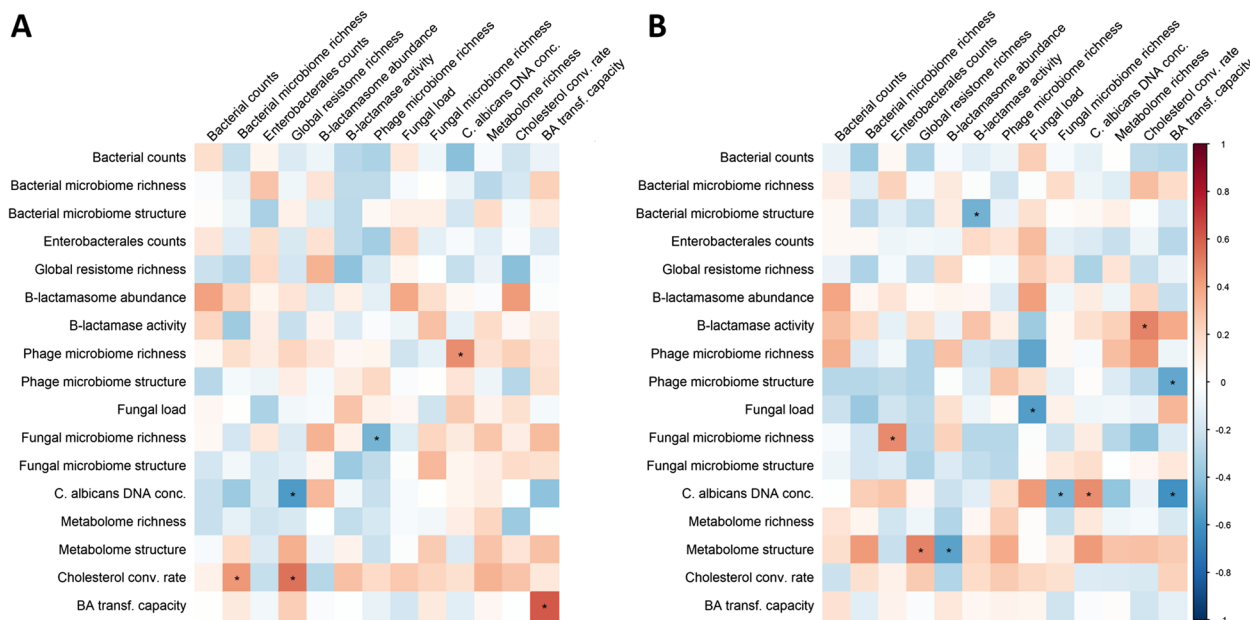 A
Bacterial counts
Bacterial microbiome richness
Enterobacterales counts
Global resistome richness
B-lactamasome abundance
B-lactamase activity
Phage microbiome richness
Fungal load
Fungal microbiome richness
C. albicans DNA conc.
Metabolome richness
Cholesterol conv. rate
BA transf. capacity
Bacterial counts
Bacterial microbiome richness
Bacterial microbiome structure
Enterobacterales counts
Global resistome richness
B-lactamasome abundance
B-lactamase activity
Phage microbiome richness
Phage microbiome structure
Fungal load
Fungal microbiome richness
Fungal microbiome structure
C. albicans DNA conc.
Metabolome richness
Metabolome structure
Cholesterol conv. rate
BA transf. capacity
*
*
*
* *
*
B
Bacterial counts
Bacterial microbiome richness
Enterobacterales counts
Global resistome richness
B-lactamasome abundance
B-lactamase activity
Phage microbiome richness
Fungal load
Fungal microbiome richness
C. albicans DNA conc.
Metabolome richness
Cholesterol conv. rate
BA transf. capacity
Bacterial counts
Bacterial microbiome richness
Bacterial microbiome structure
Enterobacterales counts
Global resistome richness
B-lactamasome abundance
B-lactamase activity
Phage microbiome richness
Phage microbiome structure
Fungal load
Fungal microbiome richness
Fungal microbiome structure
C. albicans DNA conc.
Metabolome richness
Metabolome structure
Cholesterol conv. rate
BA transf. capacity
*
*
*
*
*
* * *
* *
1
0.8
0.6
0.4
0.2
0
-0.2
-0.4
-0.6
-0.8
-1